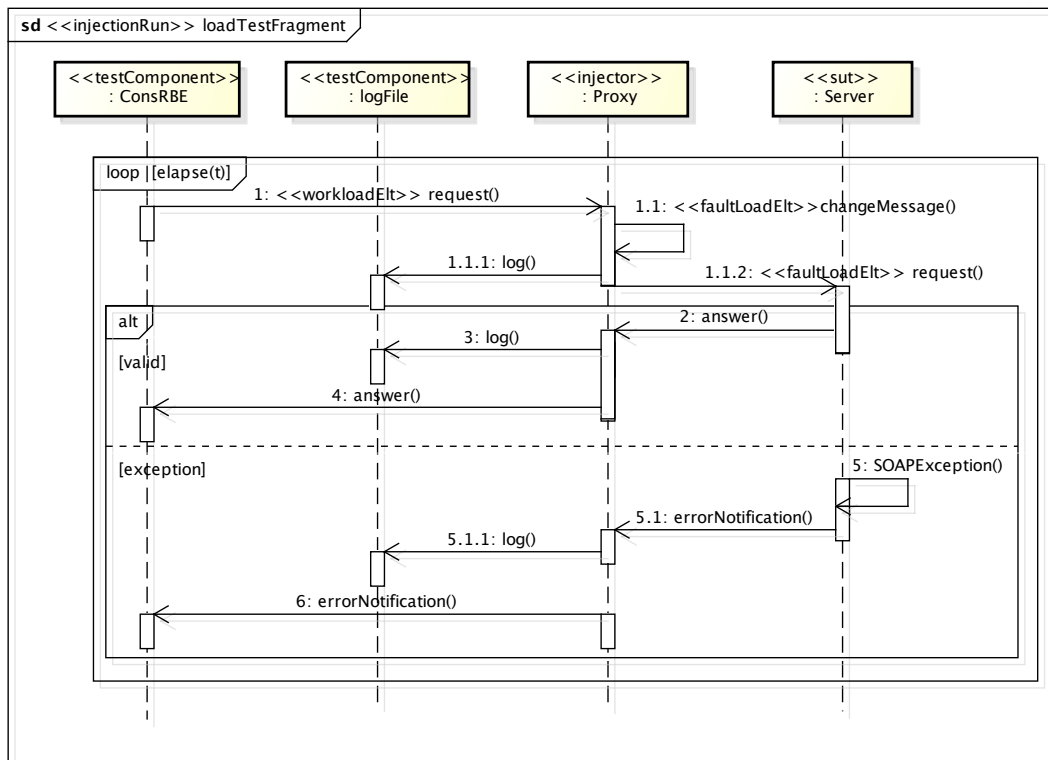 sd <<injectionRun>> loadTestFragment
<<testComponent>>
: ConsRBE
<<testComponent>>
: logFile
<<injector>>
: Proxy
<<sut>>
: Server
loop [elapse(t)]
1: <<workloadElt>> request()
1.1: <<faultLoadElt>>changeMessage()
1.1.1: log()
1.1.2: <<faultLoadElt>> request()
alt
2: answer()
3: log()
[valid]
4: answer()
[exception]
5: SOAPException()
5.1: errorNotification()
5.1.1: log()
6: errorNotification()